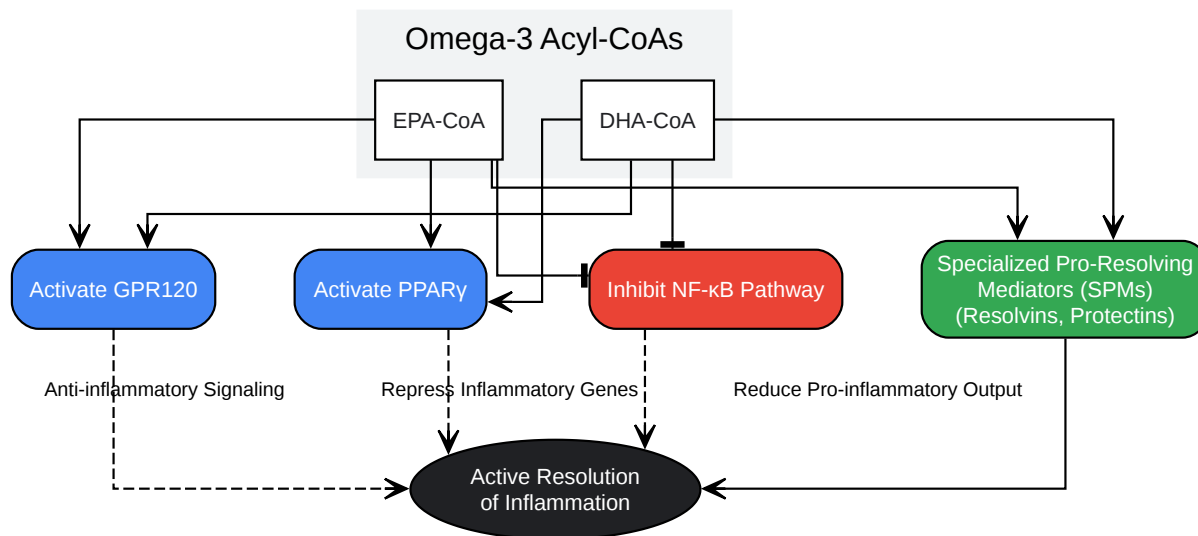 Omega-3 Acyl-CoAs
EPA-CoA
DHA-CoA
Activate GPR120
Activate PPARγ
Inhibit NF-κB Pathway
Specialized Pro-Resolving
Mediators (SPMs)
(Resolvins, Protectins)
Anti-inflammatory Signaling
Repress Inflammatory Genes
Reduce Pro-inflammatory Output
Active Resolution
of Inflammation